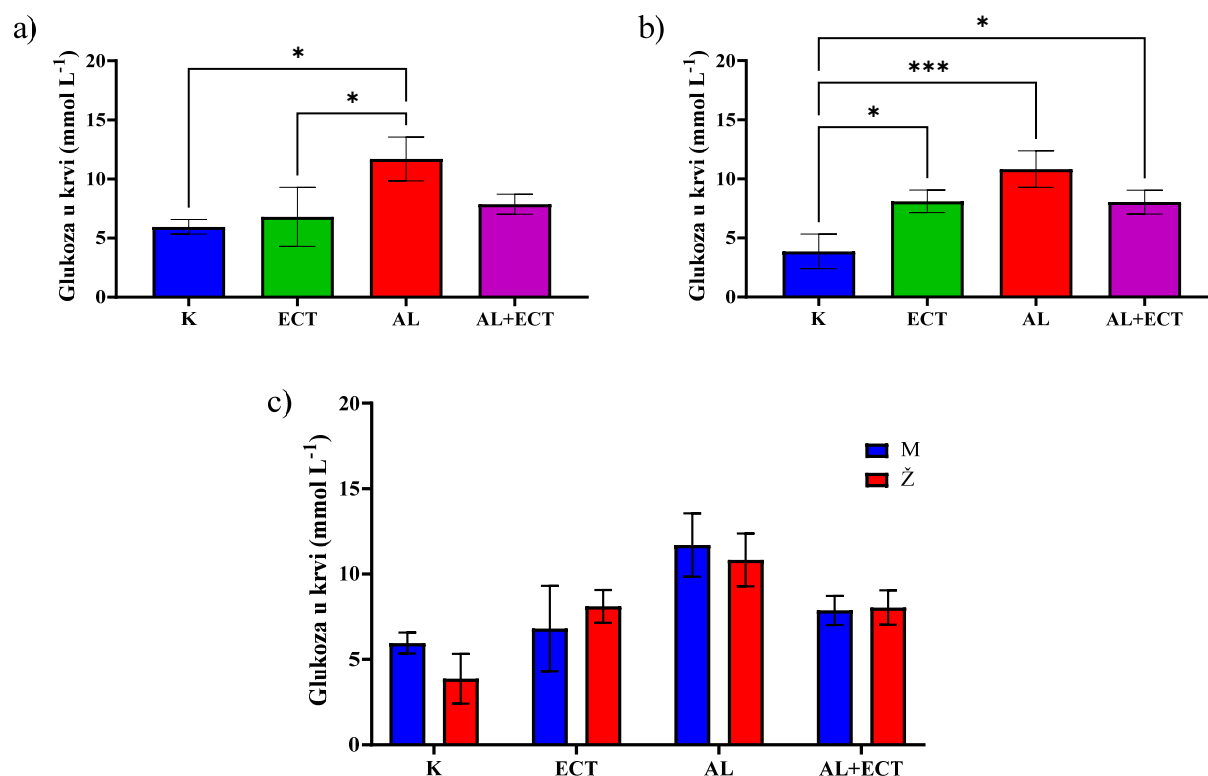 a)
Glukoza u krvi (mmol L⁻¹)
20
15
10
5
0
*
*
K ECT AL AL+ECT
b)
Glukoza u krvi (mmol L⁻¹)
20
15
10
5
0
*
***
*
K ECT AL AL+ECT
c)
Glukoza u krvi (mmol L⁻¹)
20
15
10
5
0
M
Ž
K ECT AL AL+ECT